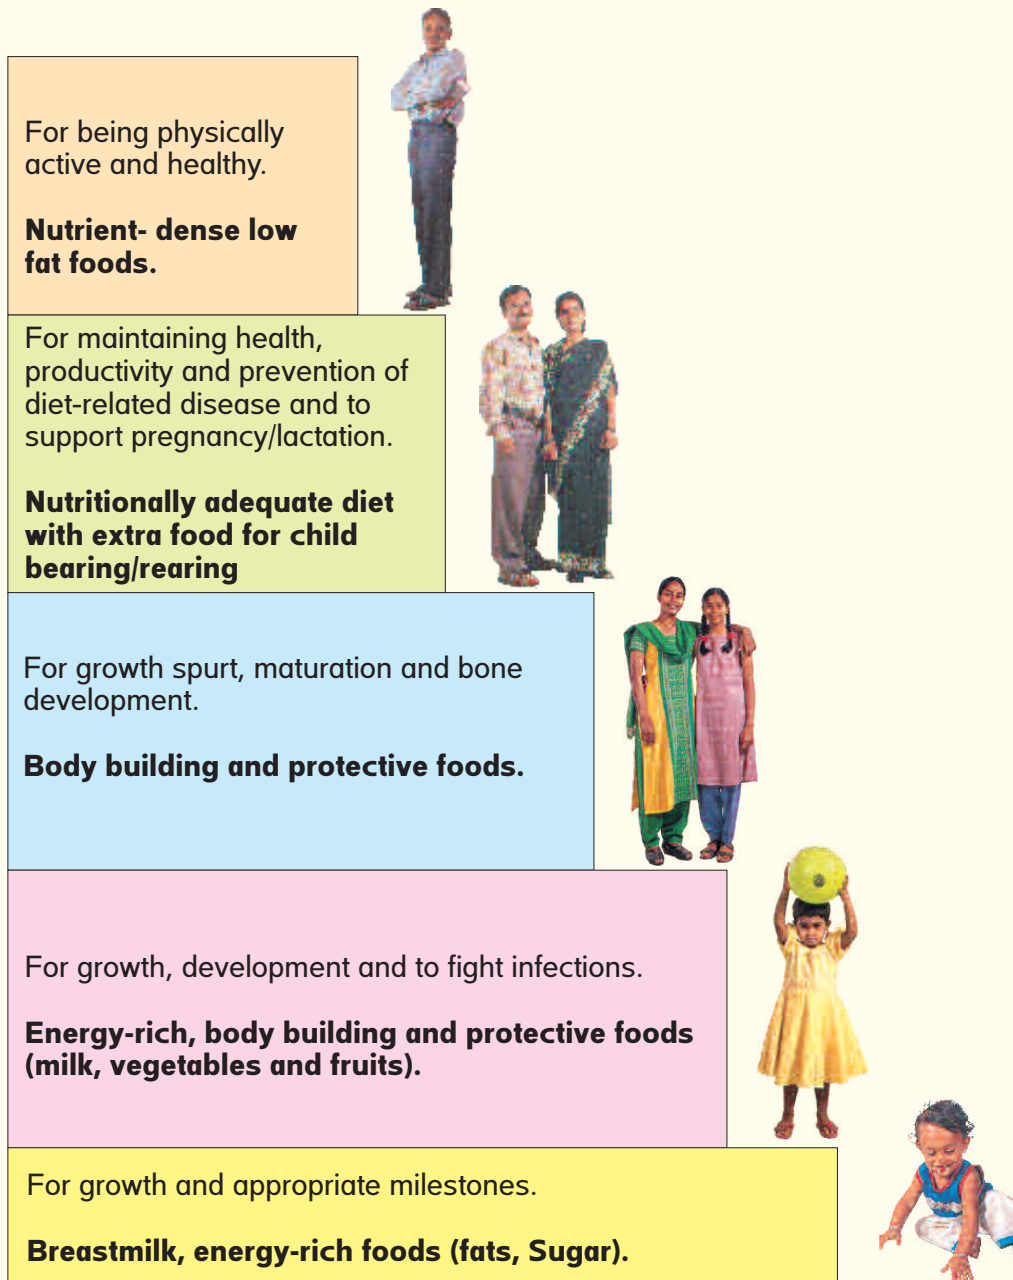 For being physically
active and healthy.
Nutrient- dense low
fat foods.
For maintaining health,
productivity and prevention of
diet-related disease and to
support pregnancy/lactation.
Nutritionally adequate diet
with extra food for child
bearing/rearing
For growth spurt, maturation and bone
development.
Body building and protective foods.
For growth, development and to fight infections.
Energy-rich, body building and protective foods
(milk, vegetables and fruits).
For growth and appropriate milestones.
Breastmilk, energy-rich foods (fats, Sugar).